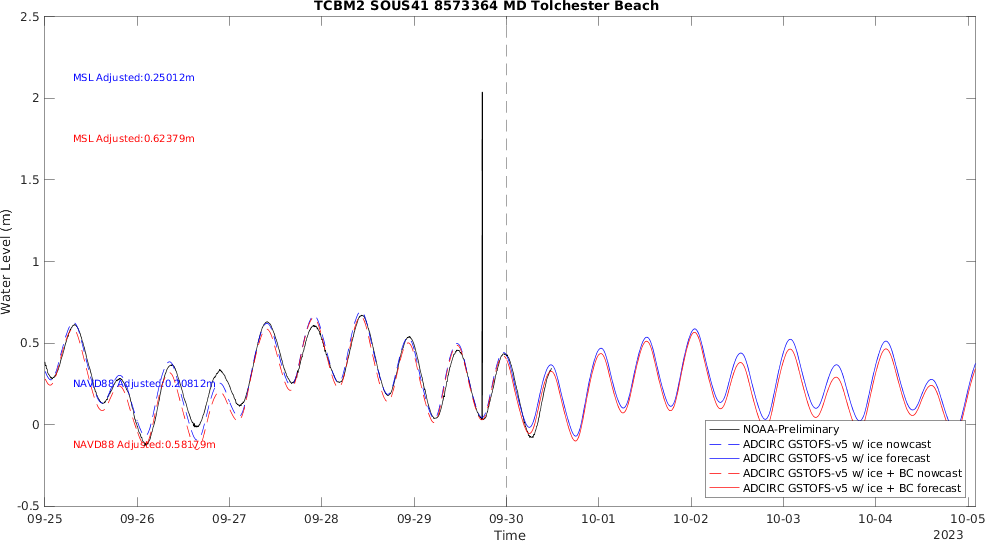 TCBM2 SOUS41 8573364 MD Tolchester Beach
2.5
2
1.5
1
0.5
0
-0.5
Water Level (m)
MSL Adjusted:0.25012m
MSL Adjusted:0.62379m
NAVD88 Adjusted:0.20812m
NAVD88 Adjusted:0.58179m
NOAA-Preliminary
ADCIRC GSTOFS-v5 w/ ice nowcast
ADCIRC GSTOFS-v5 w/ ice forecast
ADCIRC GSTOFS-v5 w/ ice + BC nowcast
ADCIRC GSTOFS-v5 w/ ice + BC forecast
09-25 09-26 09-27 09-28 09-29 09-30 10-01 10-02 10-03 10-04 10-05
Time
2023